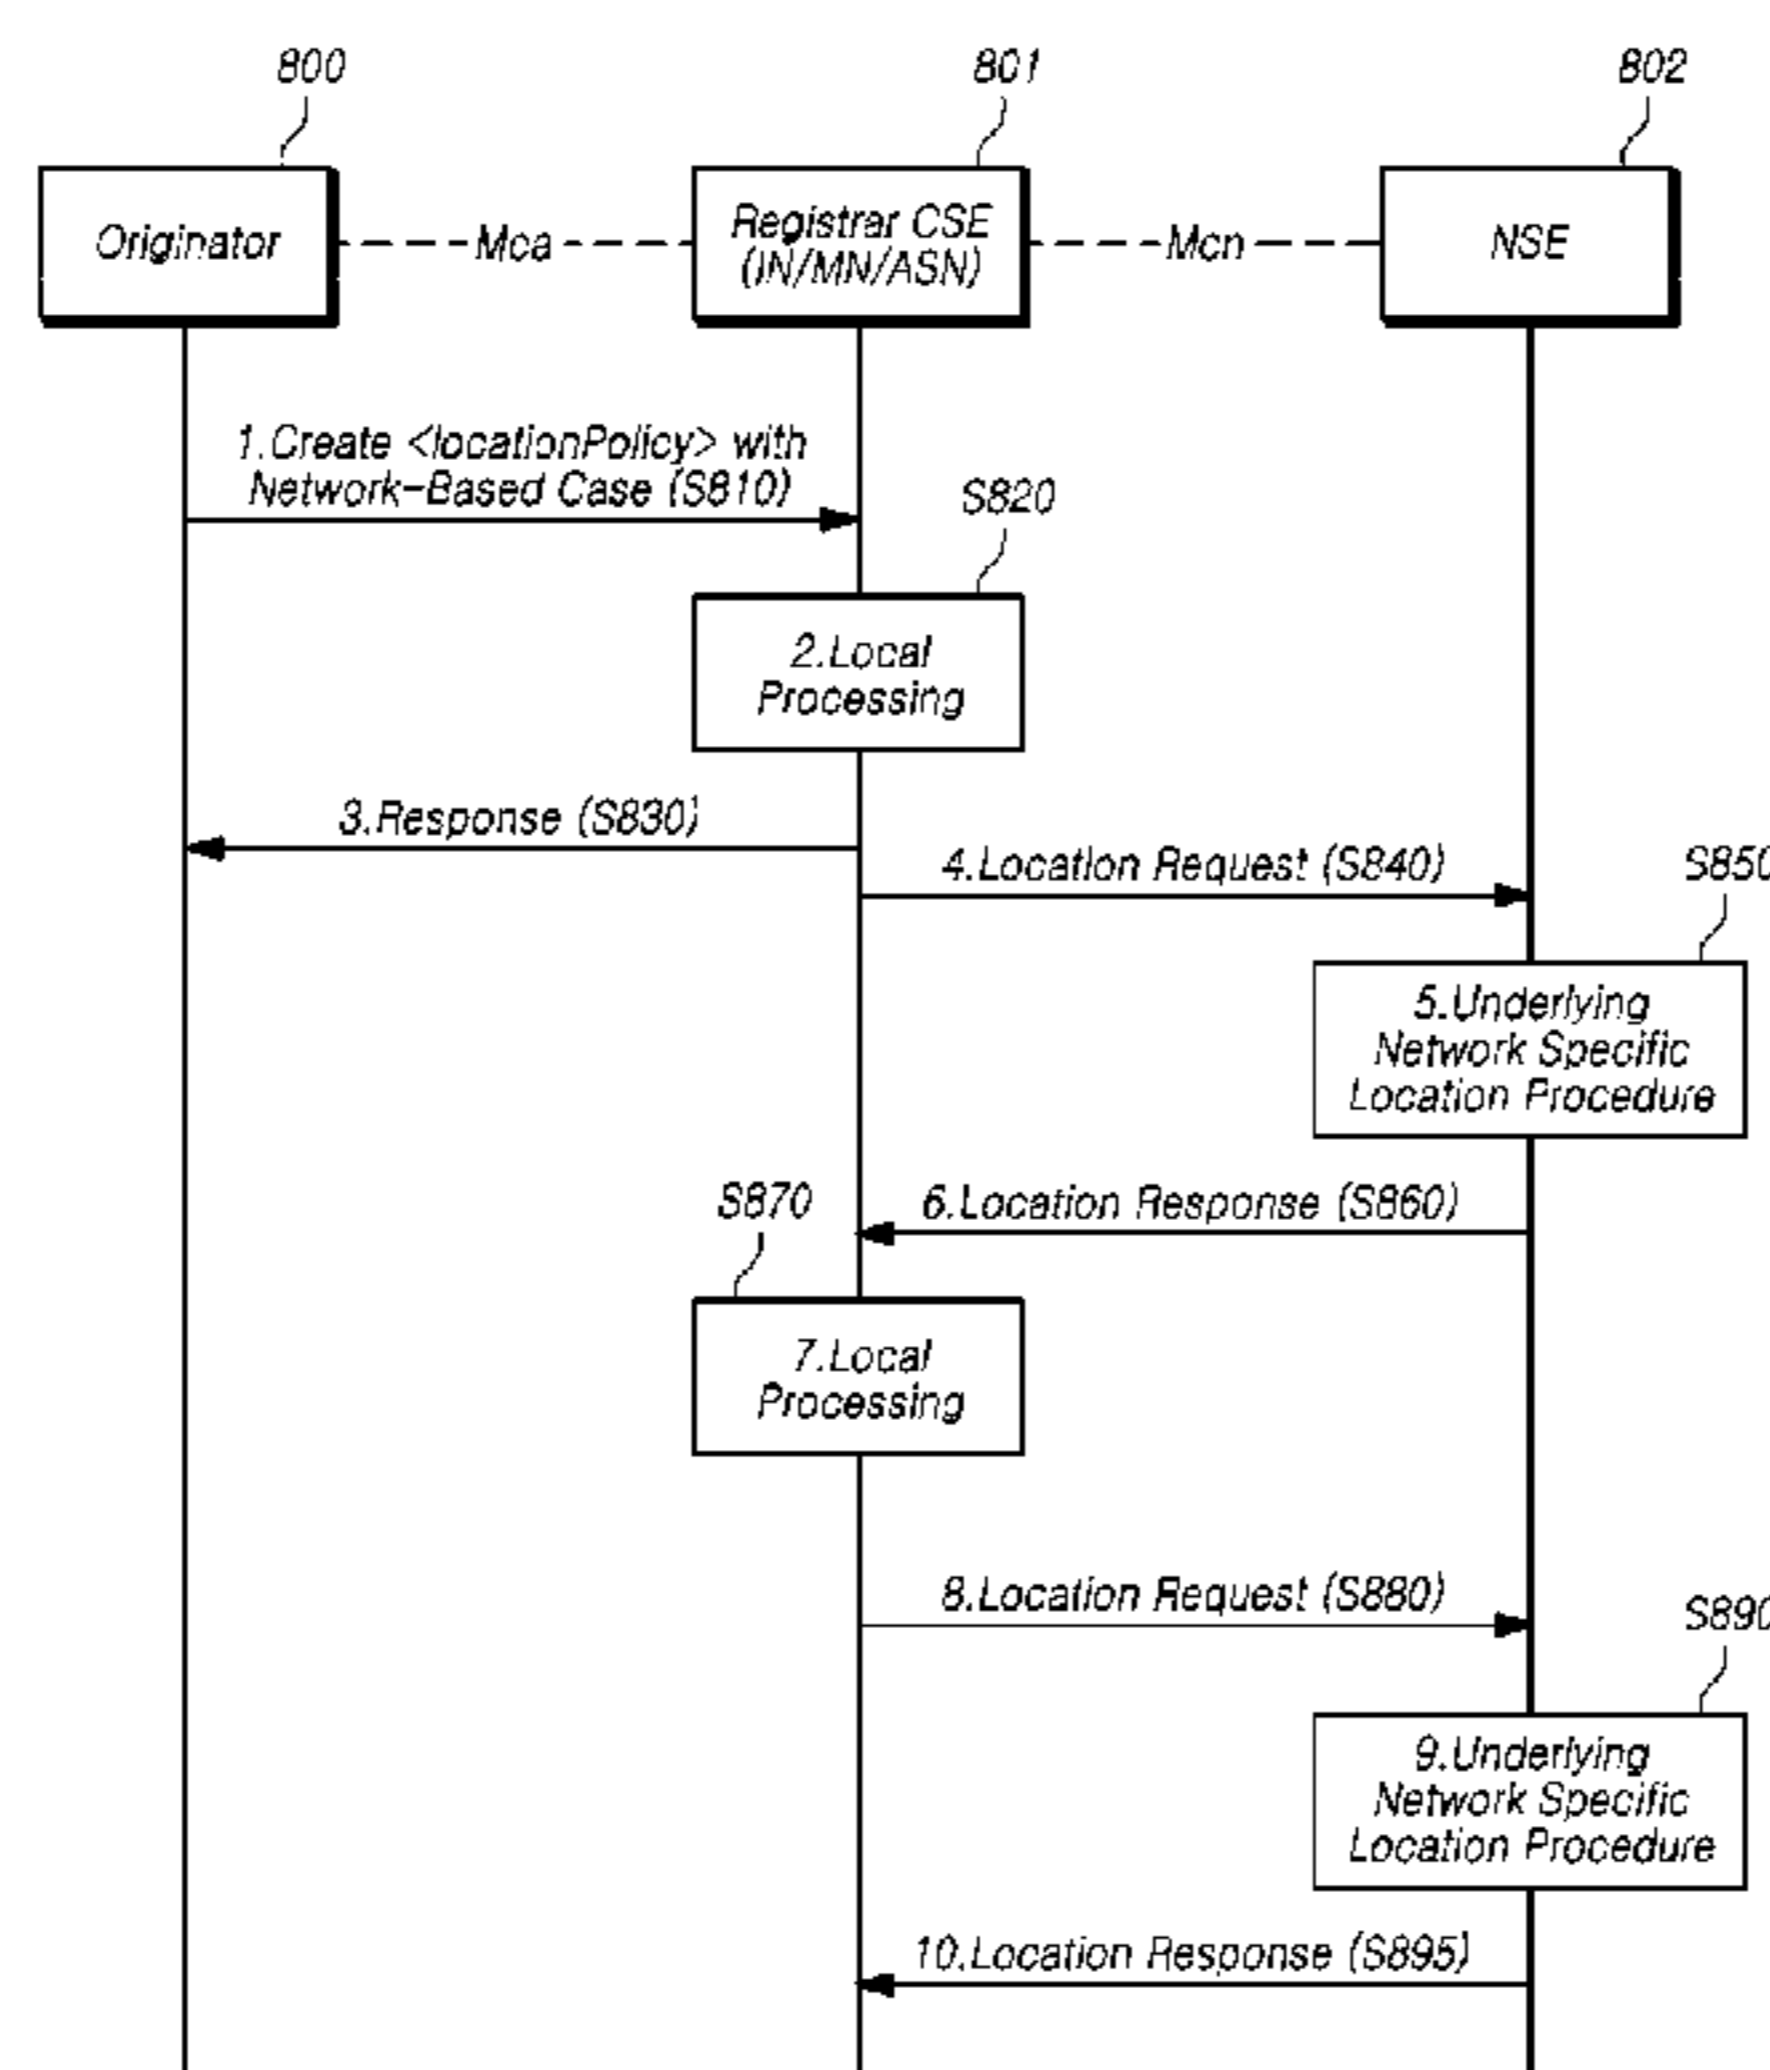 800
801
802
Originator
Mca
Registrar CSE
(IN/MN/ASN)
Mcn
NSE
1.Create <locationPolicy> with
Network-Based Case (S810)
S820
2.Local
Processing
3.Response (S830)
4.Location Request (S840)
S850
5.Underlying
Network Specific
Location Procedure
6.Location Response (S860)
S870
7.Local
Processing
8.Location Request (S880)
S890
9.Underlying
Network Specific
Location Procedure
10.Location Response (S895)